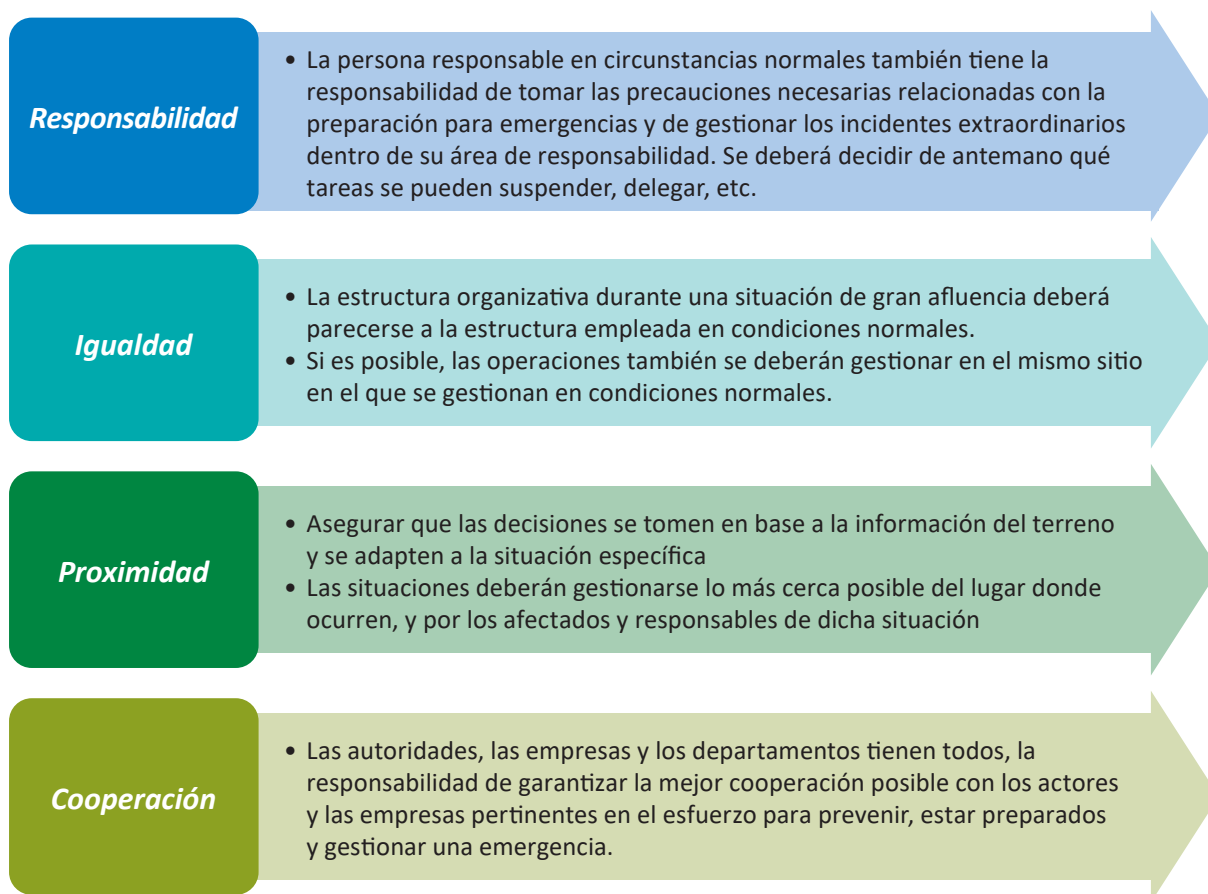 Responsabilidad
• La persona responsable en circunstancias normales también tiene la
responsabilidad de tomar las precauciones necesarias relacionadas con la
preparación para emergencias y de gestionar los incidentes extraordinarios
dentro de su área de responsabilidad. Se deberá decidir de antemano qué
tareas se pueden suspender, delegar, etc.
Igualdad
• La estructura organizativa durante una situación de gran afluencia deberá
parecerse a la estructura empleada en condiciones normales.
• Si es posible, las operaciones también se deberán gestionar en el mismo sitio
en el que se gestionan en condiciones normales.
Proximidad
• Asegurar que las decisiones se tomen en base a la información del terreno
y se adapten a la situación específica
• Las situaciones deberán gestionarse lo más cerca posible del lugar donde
ocurren, y por los afectados y responsables de dicha situación
Cooperación
• Las autoridades, las empresas y los departamentos tienen todos, la
responsabilidad de garantizar la mejor cooperación posible con los actores
y las empresas pertinentes en el esfuerzo para prevenir, estar preparados
y gestionar una emergencia.